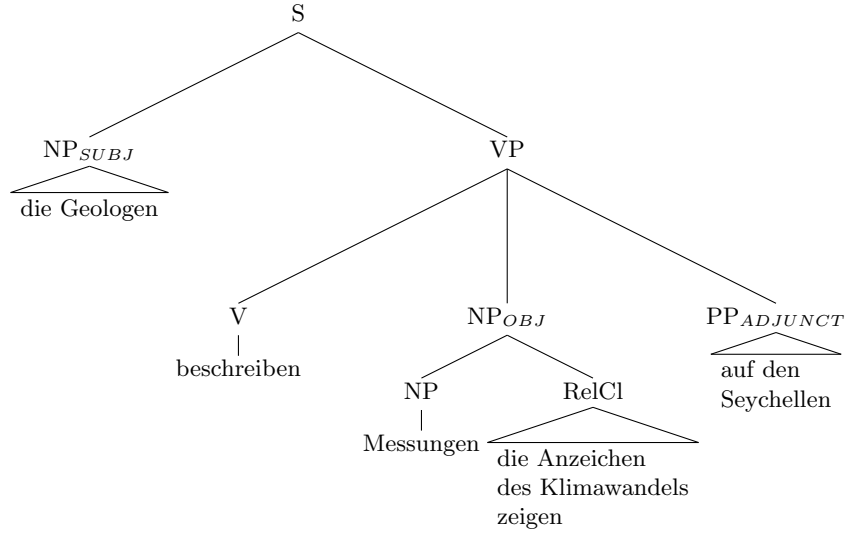 S
NP_SUBJ VP
die Geologen
V NP_OBJ PP_ADJUNCT
beschreiben
auf den
Seychellen
NP RelCl
Messungen
die Anzeichen
des Klimawandels
zeigen